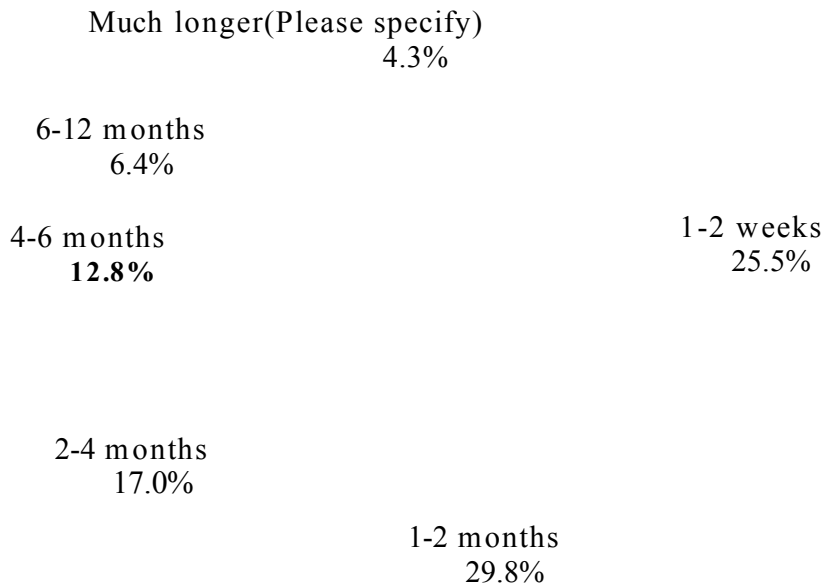 Much longer(Please specify)
4.3%
6-12 months
6.4%
4-6 months
12.8%
1-2 weeks
25.5%
2-4 months
17.0%
1-2 months
29.8%